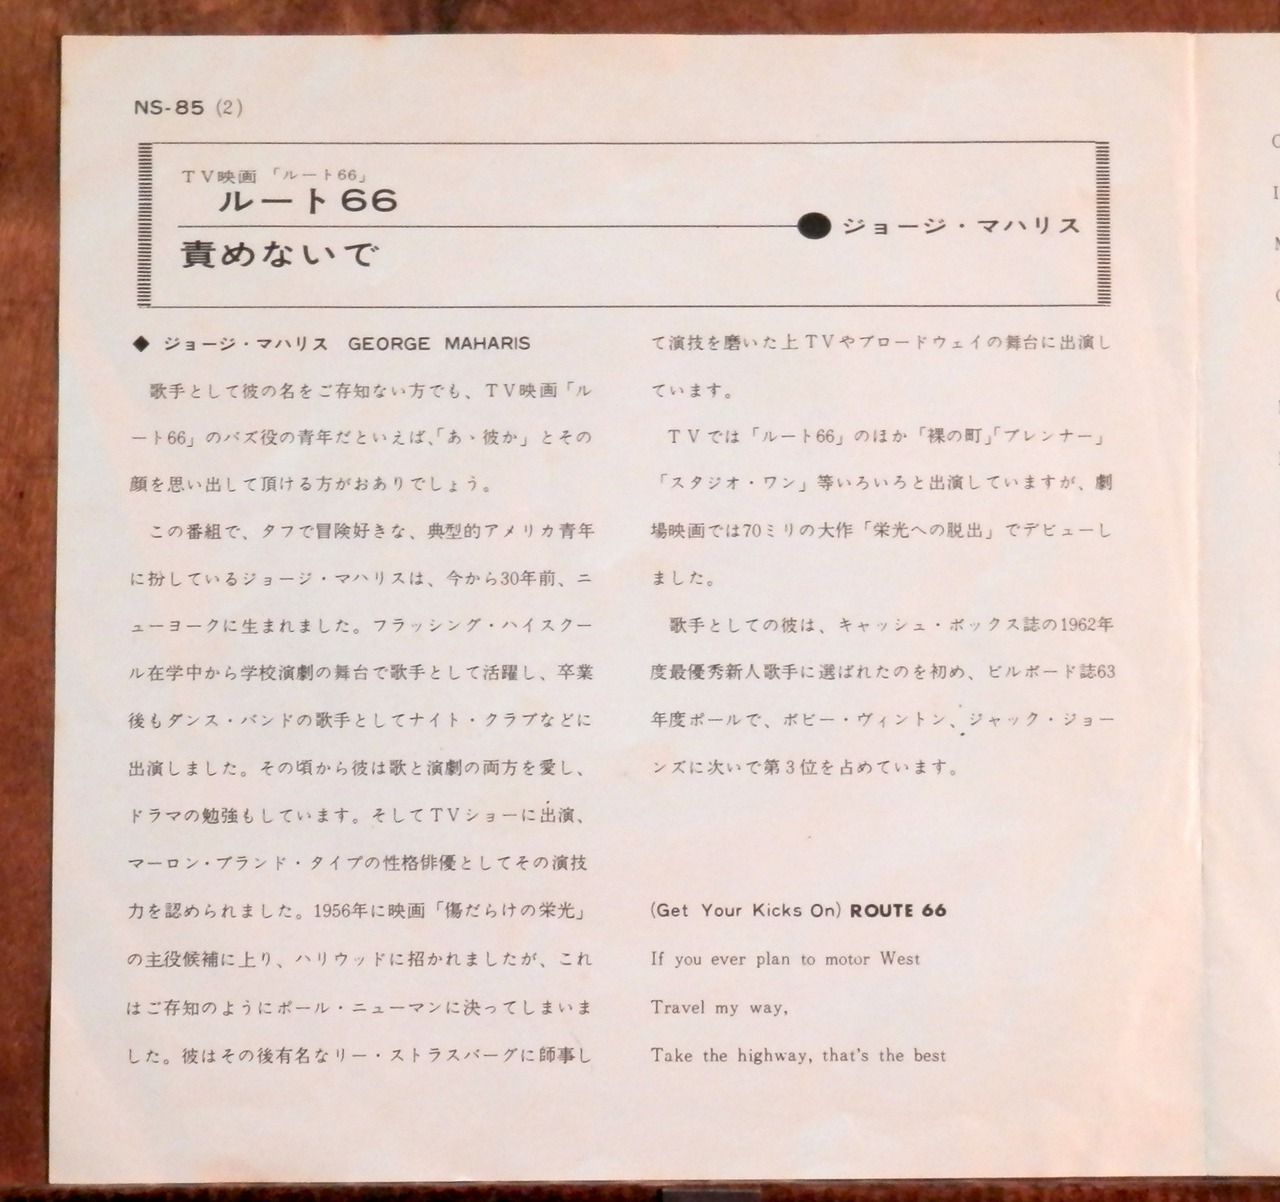 NS-85 (2)
TV映画「ルート66」
ルート66
責めないで
ジョージ・マハリス
◆ ジョージ・マハリス GEORGE MAHARIS
歌手として彼の名をご存知ない方でも、TV映画「ル
ート66」のバズ役の青年だといえば、「あゝ彼か」とその
顔を思い出して頂ける方がおありでしょう。
この番組で、タフで冒険好きな、典型的アメリカ青年
に扮しているジョージ・マハリスは、今から30年前、ニ
ューヨークに生まれました。フラッシング・ハイスクー
ル在学中から学校演劇の舞台で歌手として活躍し、卒業
後もダンス・バンドの歌手としてナイト・クラブなどに
出演しました。その頃から彼は歌と演劇の両方を愛し、
ドラマの勉強もしています。そしてTVショーに出演、
マーロン・ブランド・タイプの性格俳優としてその演技
力を認められました。1956年に映画「傷だらけの栄光」
の主役候補に上り、ハリウッドに招かれましたが、これ
はご存知のようにポール・ニューマンに決ってしまいま
した。彼はその後有名なリー・ストラスバーグに師事し
て演技を磨いた上TVやブロードウェイの舞台に出演し
ています。
TVでは「ルート66」のほか「裸の町」「ブレンナー」
「スタジオ・ワン」等いろいろと出演していますが、劇
場映画では70ミリの大作「栄光への脱出」でデビューし
ました。
歌手としての彼は、キャッシュ・ボックス誌の1962年
度最優秀新人歌手に選ばれたのを初め、ビルボード誌63
年度ポールで、ボビー・ヴィントン、ジャック・ジョー
ンズに次いで第3位を占めています。
(Get Your Kicks On) ROUTE 66
If you ever plan to motor West
Travel my way,
Take the highway, that's the best